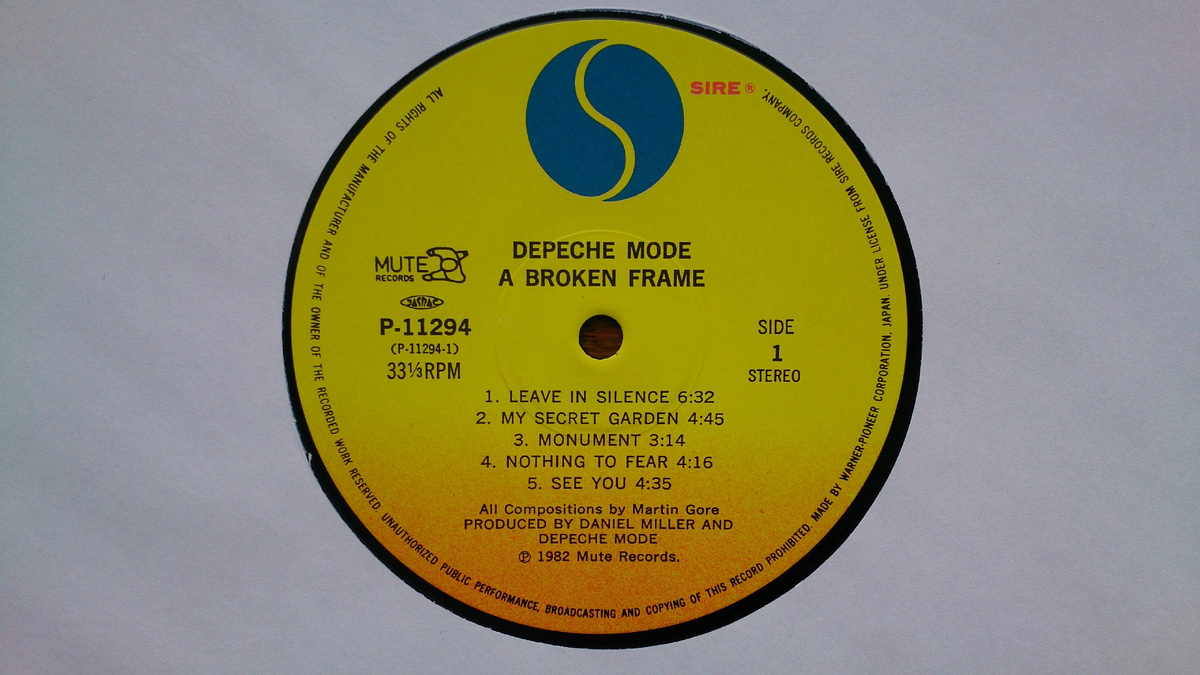 SIRE ®
DEPECHE MODE
A BROKEN FRAME
MUTE
RECORDS
JASRAC
P-11294
(P-11294-1)
33⅓RPM
SIDE
1
STEREO
1. LEAVE IN SILENCE 6:32
2. MY SECRET GARDEN 4:45
3. MONUMENT 3:14
4. NOTHING TO FEAR 4:16
5. SEE YOU 4:35
All Compositions by Martin Gore
PRODUCED BY DANIEL MILLER AND
DEPECHE MODE
℗ 1982 Mute Records.
ALL RIGHTS OF THE MANUFACTURER AND OF THE OWNER OF THE RECORDED WORK RESERVED. UNAUTHORIZED PUBLIC PERFORMANCE, BROADCASTING AND COPYING OF THIS RECORD PROHIBITED. MADE BY WARNER-PIONEER CORPORATION, JAPAN. UNDER LICENSE FROM SIRE RECORDS COMPANY.